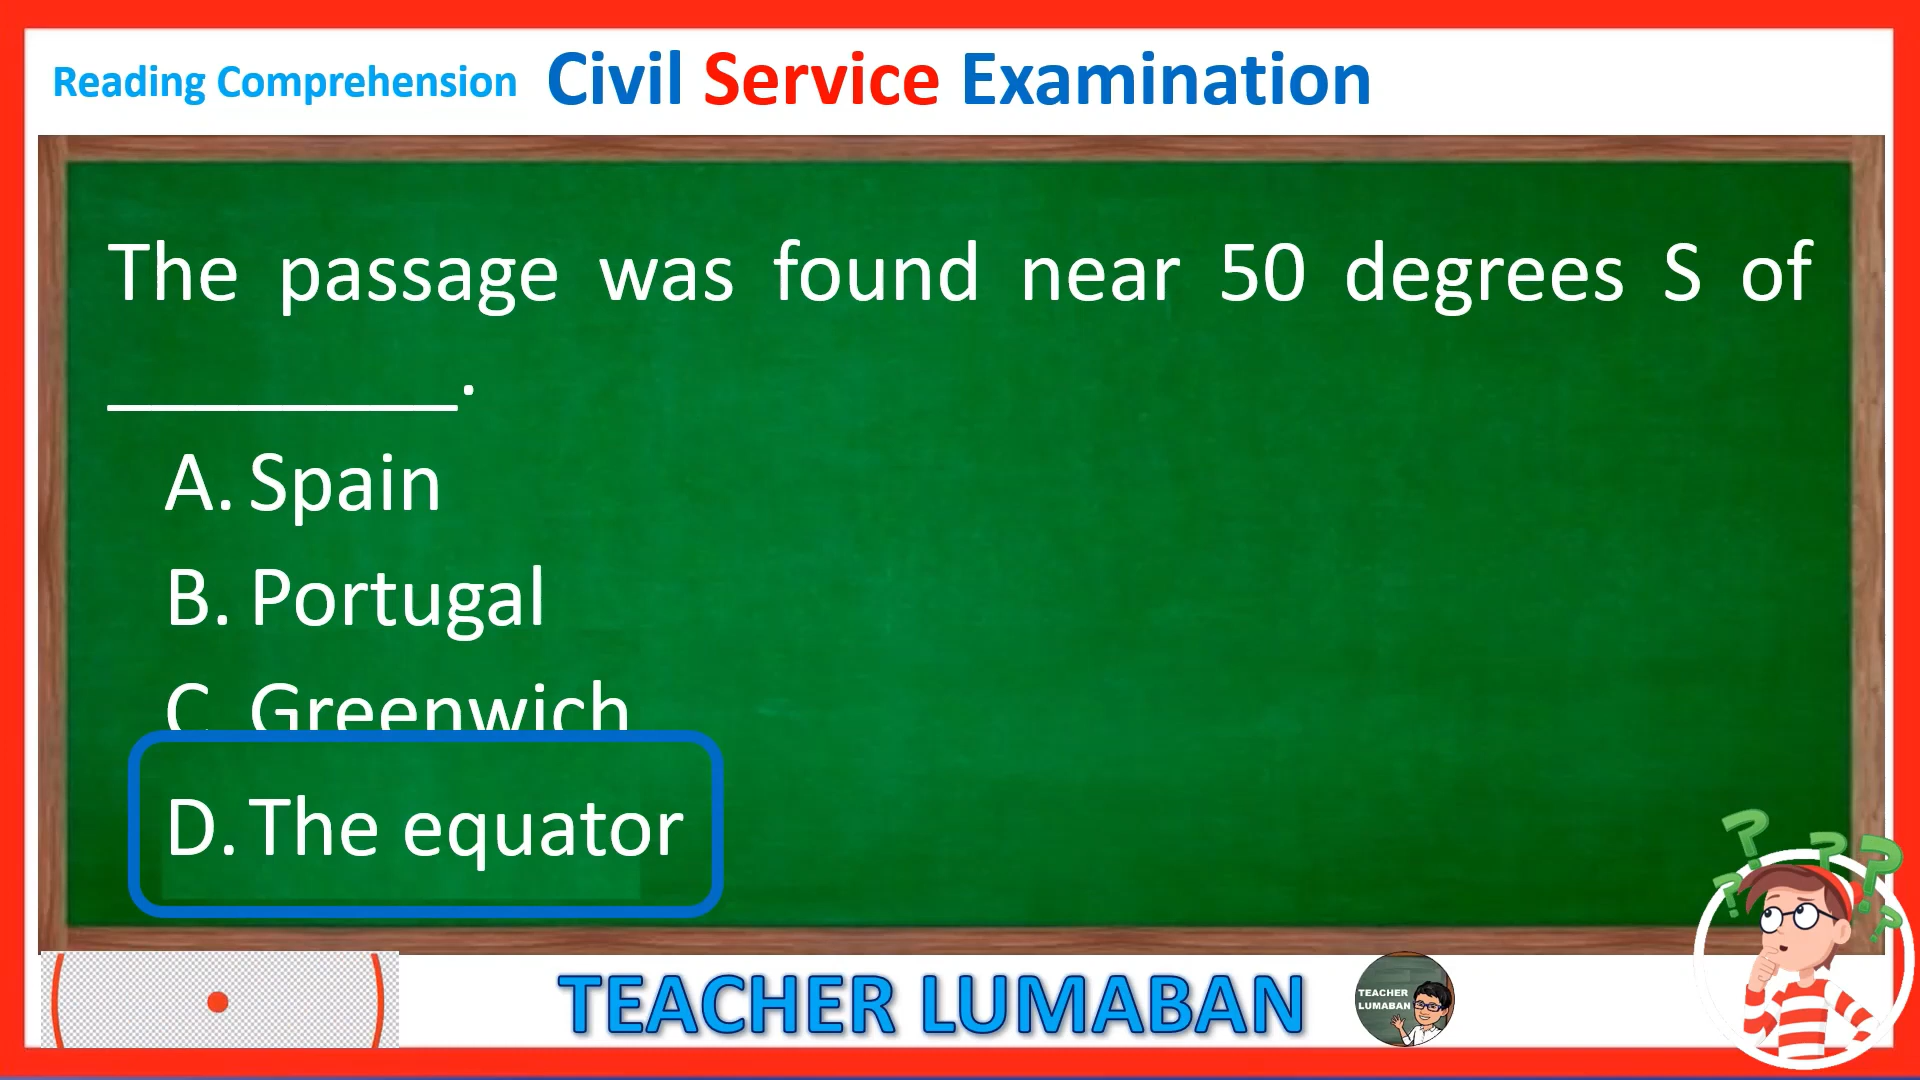 Reading Comprehension Civil Service Examination
The passage was found near 50 degrees S of
__________.
A. Spain
B. Portugal
C. Greenwich
D. The equator
TEACHER LUMABAN
TEACHER
LUMABAN